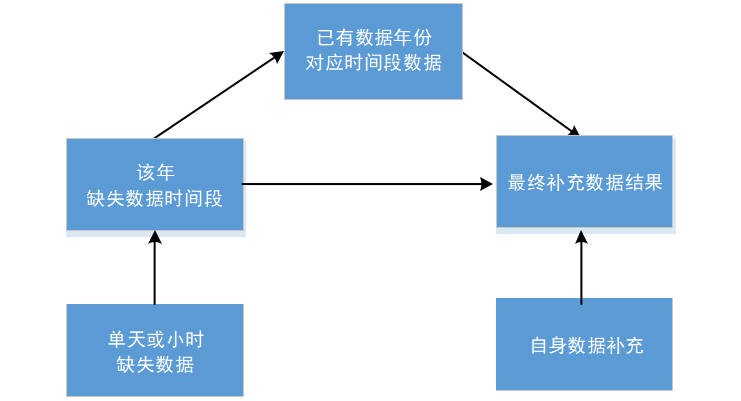 已有数据年份
对应时间段数据
该年
缺失数据时间段
最终补充数据结果
单天或小时
缺失数据
自身数据补充